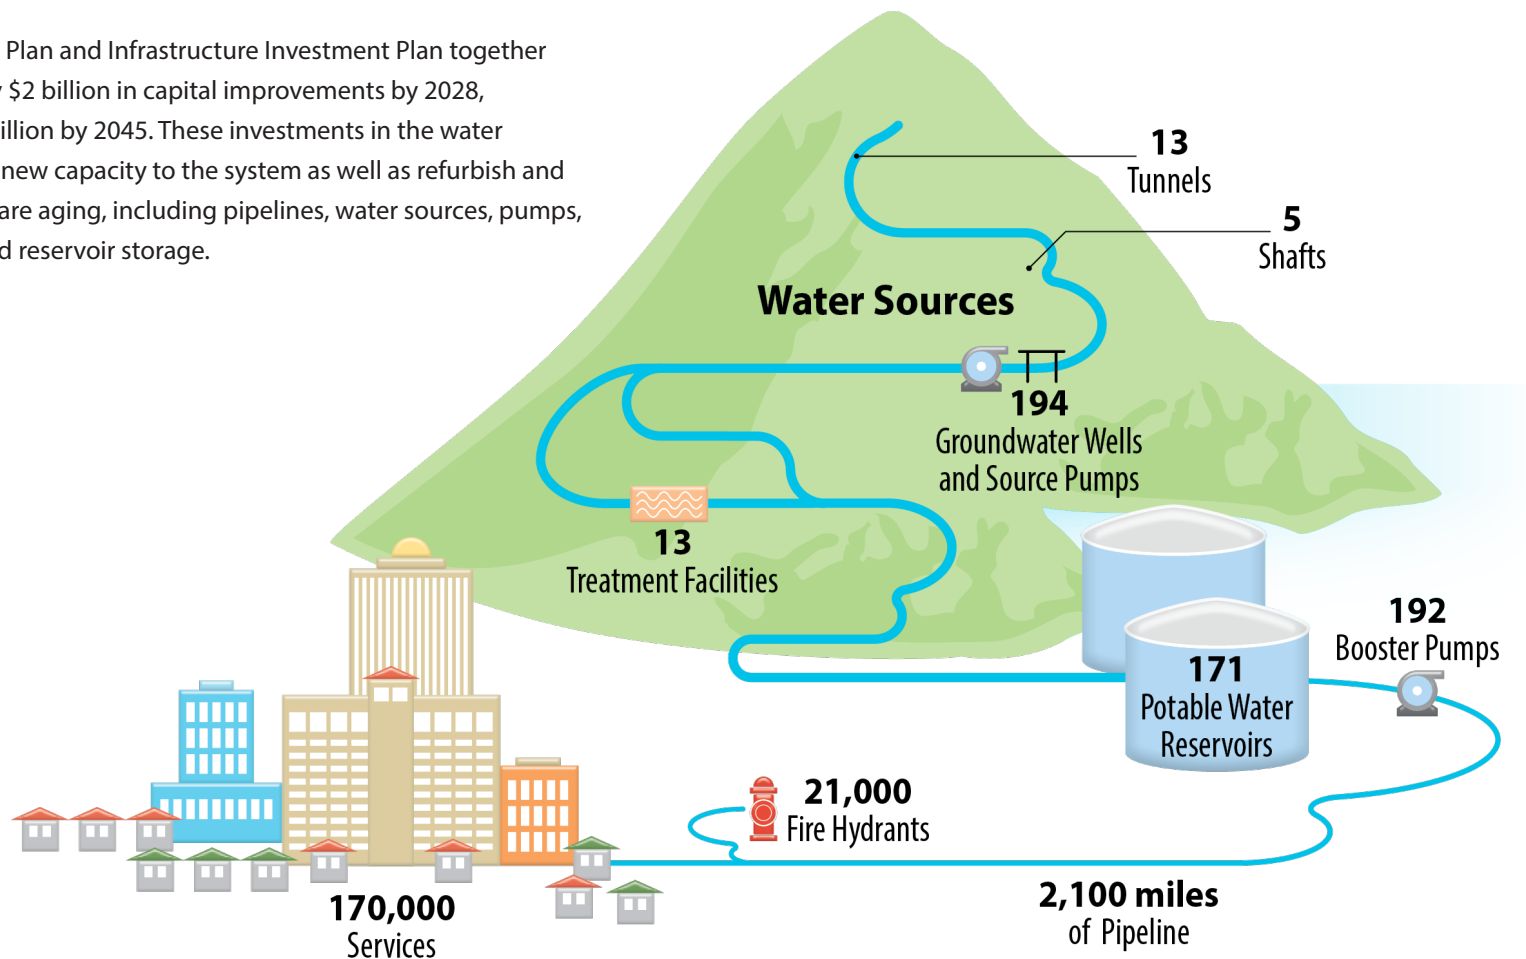 Plan and Infrastructure Investment Plan together
$2 billion in capital improvements by 2028,
by 2045. These investments in the water
new capacity to the system as well as refurbish and
are aging, including pipelines, water sources, pumps,
reservoir storage.
13
Tunnels
5
Shafts
Water Sources
194
Groundwater Wells
and Source Pumps
13
Treatment Facilities
192
Booster Pumps
171
Potable Water
Reservoirs
21,000
Fire Hydrants
2,100 miles
of Pipeline
170,000
Services